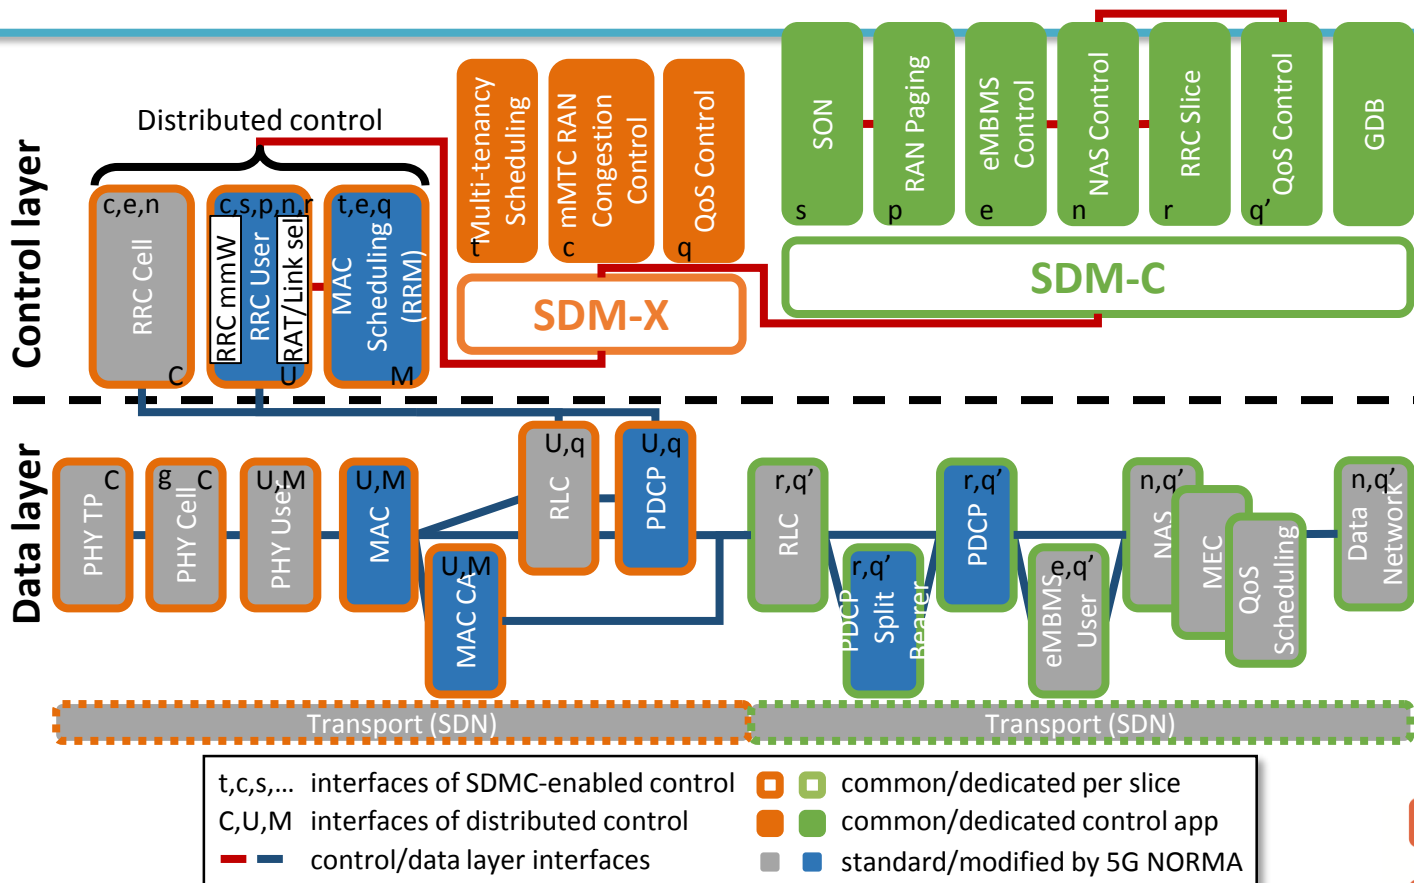 Control layer
Data layer
Distributed control
c,e,n
RRC Cell
C
c,s,p,n,r
RRC mmW
RRC User
RAT/Link sel
U
t,e,q
MAC
Scheduling
(RRM)
M
Multi-tenancy
Scheduling
t
mMTC RAN
Congestion
Control
c
QoS Control
q
SDM-X
SON
s
RAN Paging
p
eMBMS
Control
e
NAS Control
n
RRC Slice
r
QoS Control
q’
GDB
SDM-C
C
PHY TP
g C
PHY Cell
U,M
PHY User
U,M
MAC
U,M
MAC CA
U,q
RLC
U,q
PDCP
r,q’
RLC
r,q’
PDCP
Split
Bearer
r,q’
PDCP
e,q’
eMBMS
User
n,q’
NAS
MEC
QoS
Scheduling
n,q’
Data
Network
Transport (SDN)
Transport (SDN)
t,c,s,... interfaces of SDMC-enabled control
C,U,M interfaces of distributed control
control/data layer interfaces
common/dedicated per slice
common/dedicated control app
standard/modified by 5G NORMA